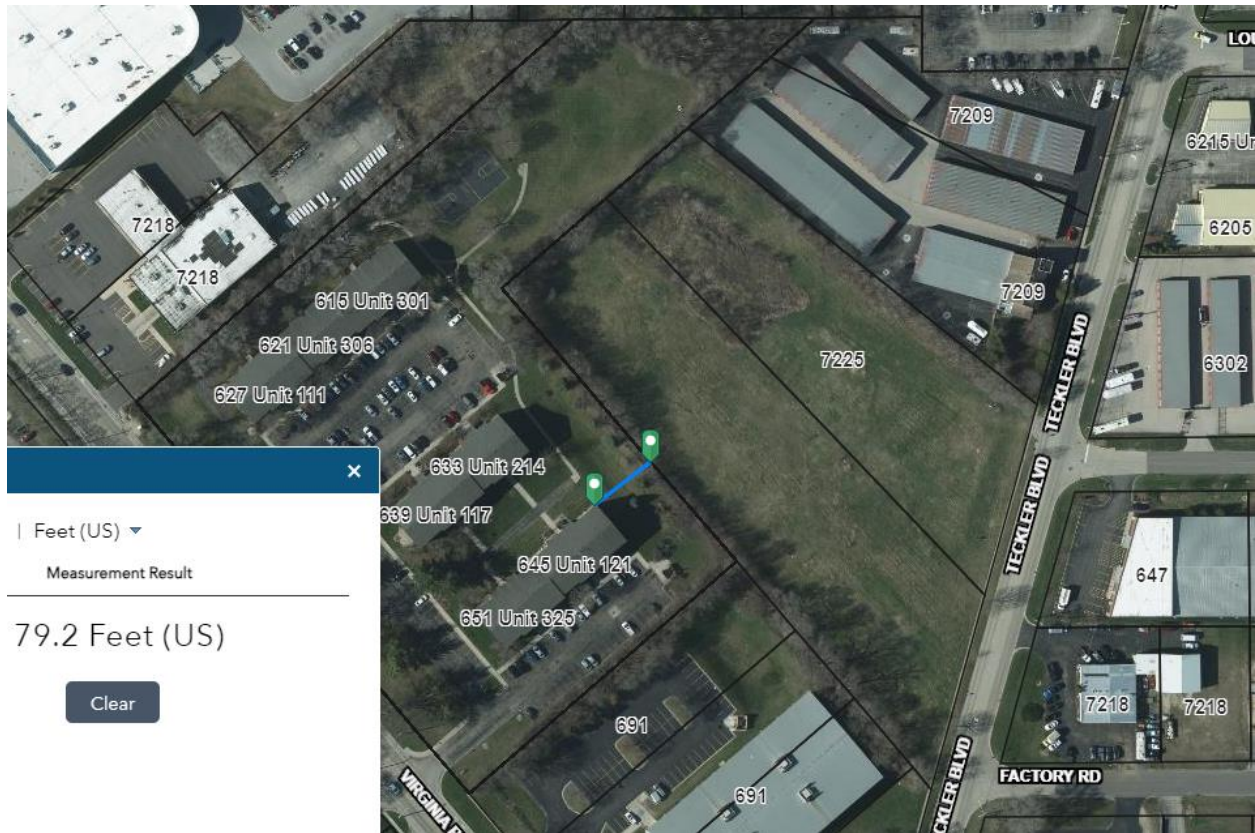 LOU
7209
6215 Un
7218
6205
7218
7209
615 Unit 301
TECKLER BLVD
621 Unit 306
7225
6302
627 Unit 111
×
633 Unit 214
TECKLER BLVD
639 Unit 117
| Feet (US)
645 Unit 121
647
Measurement Result
651 Unit 325
79.2 Feet (US)
Clear
7218
7218
691
CKLER BLVD
FACTORY RD
VIRGINIA R
691